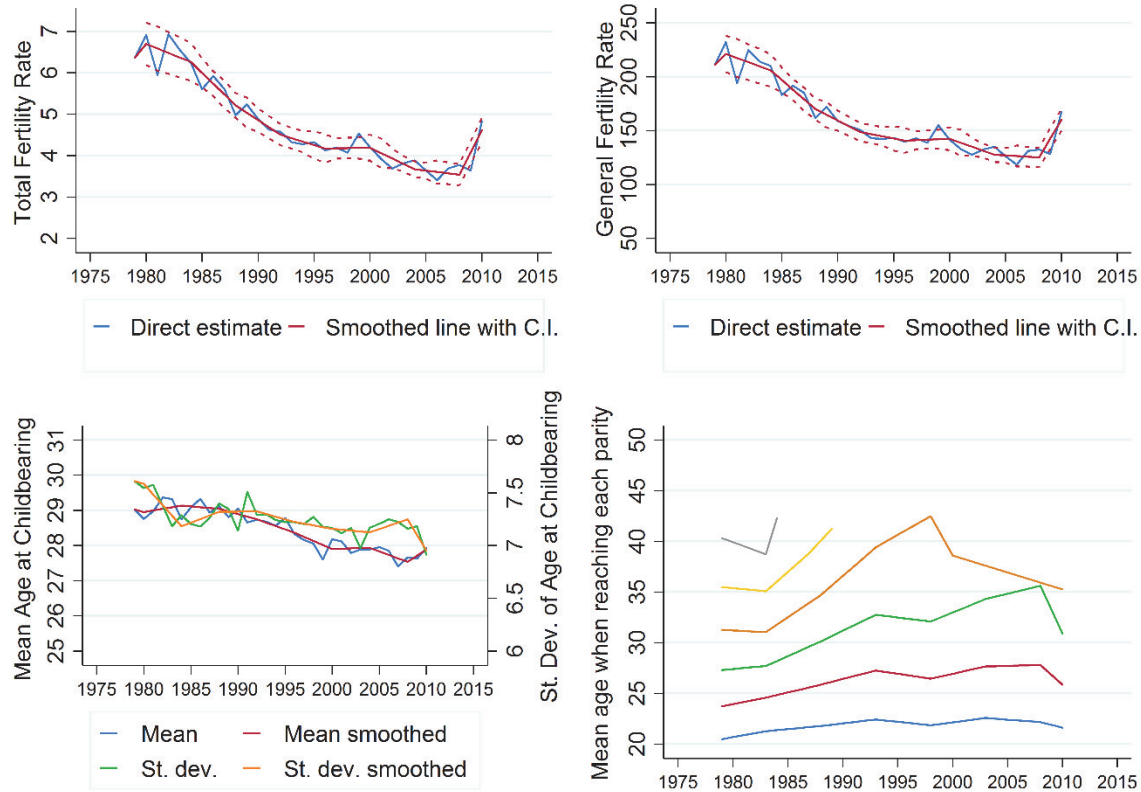 Total Fertility Rate
7
6
5
4
3
2
1975 1980 1985 1990 1995 2000 2005 2010 2015
Direct estimate Smoothed line with C.I.
General Fertility Rate
250
200
150
100
50
1975 1980 1985 1990 1995 2000 2005 2010 2015
Direct estimate Smoothed line with C.I.
Mean Age at Childbearing
31
30
29
28
27
26
25
St. Dev. of Age at Childbearing
8
7.5
7
6.5
6
1975 1980 1985 1990 1995 2000 2005 2010 2015
Mean Mean smoothed
St. dev. St. dev. smoothed
Mean age when reaching each parity
50
45
40
35
30
25
20
1975 1980 1985 1990 1995 2000 2005 2010 2015